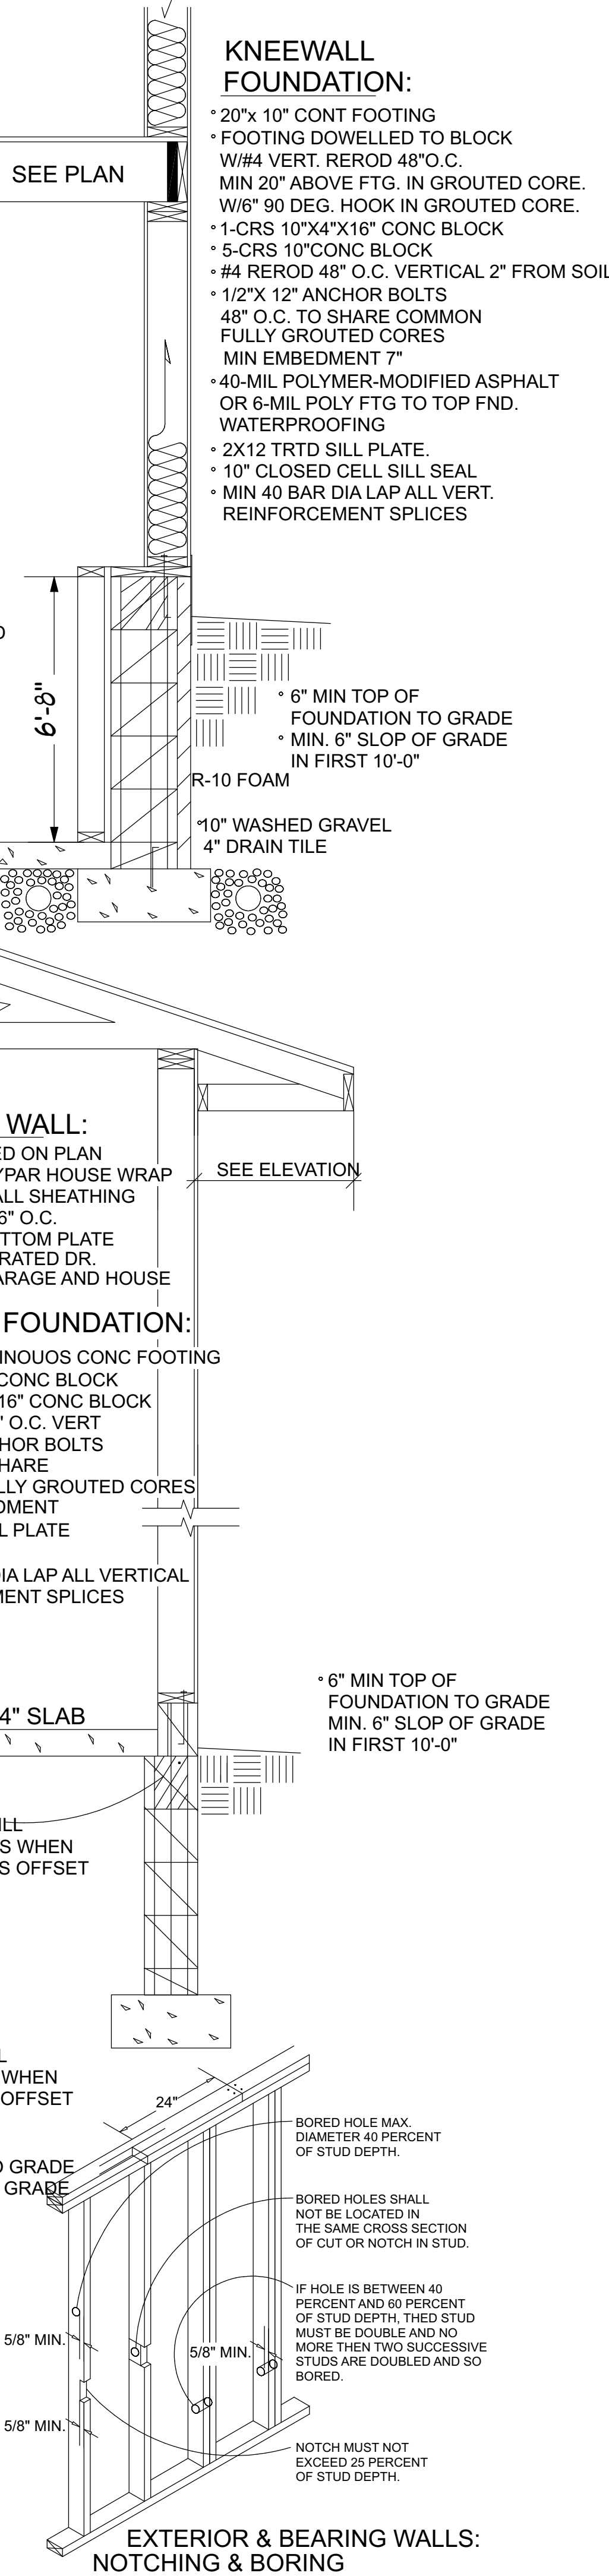 KNEEWALL
FOUNDATION:
° 20"x 10" CONT FOOTING
° FOOTING DOWELLED TO BLOCK
W/#4 VERT. REROD 48"O.C.
MIN 20" ABOVE FTG. IN GROUTED CORE.
W/6" 90 DEG. HOOK IN GROUTED CORE.
° 1-CRS 10"X4"X16" CONC BLOCK
° 5-CRS 10"CONC BLOCK
° #4 REROD 48" O.C. VERTICAL 2" FROM SOIL
° 1/2"X 12" ANCHOR BOLTS
48" O.C. TO SHARE COMMON
FULLY GROUTED CORES
MIN EMBEDMENT 7"
° 40-MIL POLYMER-MODIFIED ASPHALT
OR 6-MIL POLY FTG TO TOP FND.
WATERPROOFING
° 2X12 TRTD SILL PLATE.
° 10" CLOSED CELL SILL SEAL
° MIN 40 BAR DIA LAP ALL VERT.
REINFORCEMENT SPLICES
SEE PLAN
6'-8"
° 6" MIN TOP OF
FOUNDATION TO GRADE
° MIN. 6" SLOP OF GRADE
IN FIRST 10'-0"
R-10 FOAM
° 10" WASHED GRAVEL
4" DRAIN TILE
WALL:
ED ON PLAN
YPAR HOUSE WRAP
ALL SHEATHING
6" O.C.
TTOM PLATE
RATED DR.
ARAGE AND HOUSE
SEE ELEVATION
FOUNDATION:
INOUOS CONC FOOTING
CONC BLOCK
16" CONC BLOCK
" O.C. VERT
HOR BOLTS
HARE
LLY GROUTED CORES
DMENT
L PLATE
DIA LAP ALL VERTICAL
MENT SPLICES
4" SLAB
° 6" MIN TOP OF
FOUNDATION TO GRADE
MIN. 6" SLOP OF GRADE
IN FIRST 10'-0"
ILL
S WHEN
S OFFSET
L
WHEN
OFFSET
O GRADE
GRADE
24"
BORED HOLE MAX.
DIAMETER 40 PERCENT
OF STUD DEPTH.
BORED HOLES SHALL
NOT BE LOCATED IN
THE SAME CROSS SECTION
OF CUT OR NOTCH IN STUD.
IF HOLE IS BETWEEN 40
PERCENT AND 60 PERCENT
OF STUD DEPTH, THED STUD
MUST BE DOUBLE AND NO
MORE THEN TWO SUCCESSIVE
STUDS ARE DOUBLED AND SO
BORED.
5/8" MIN.
5/8" MIN.
5/8" MIN.
NOTCH MUST NOT
EXCEED 25 PERCENT
OF STUD DEPTH.
EXTERIOR & BEARING WALLS:
NOTCHING & BORING